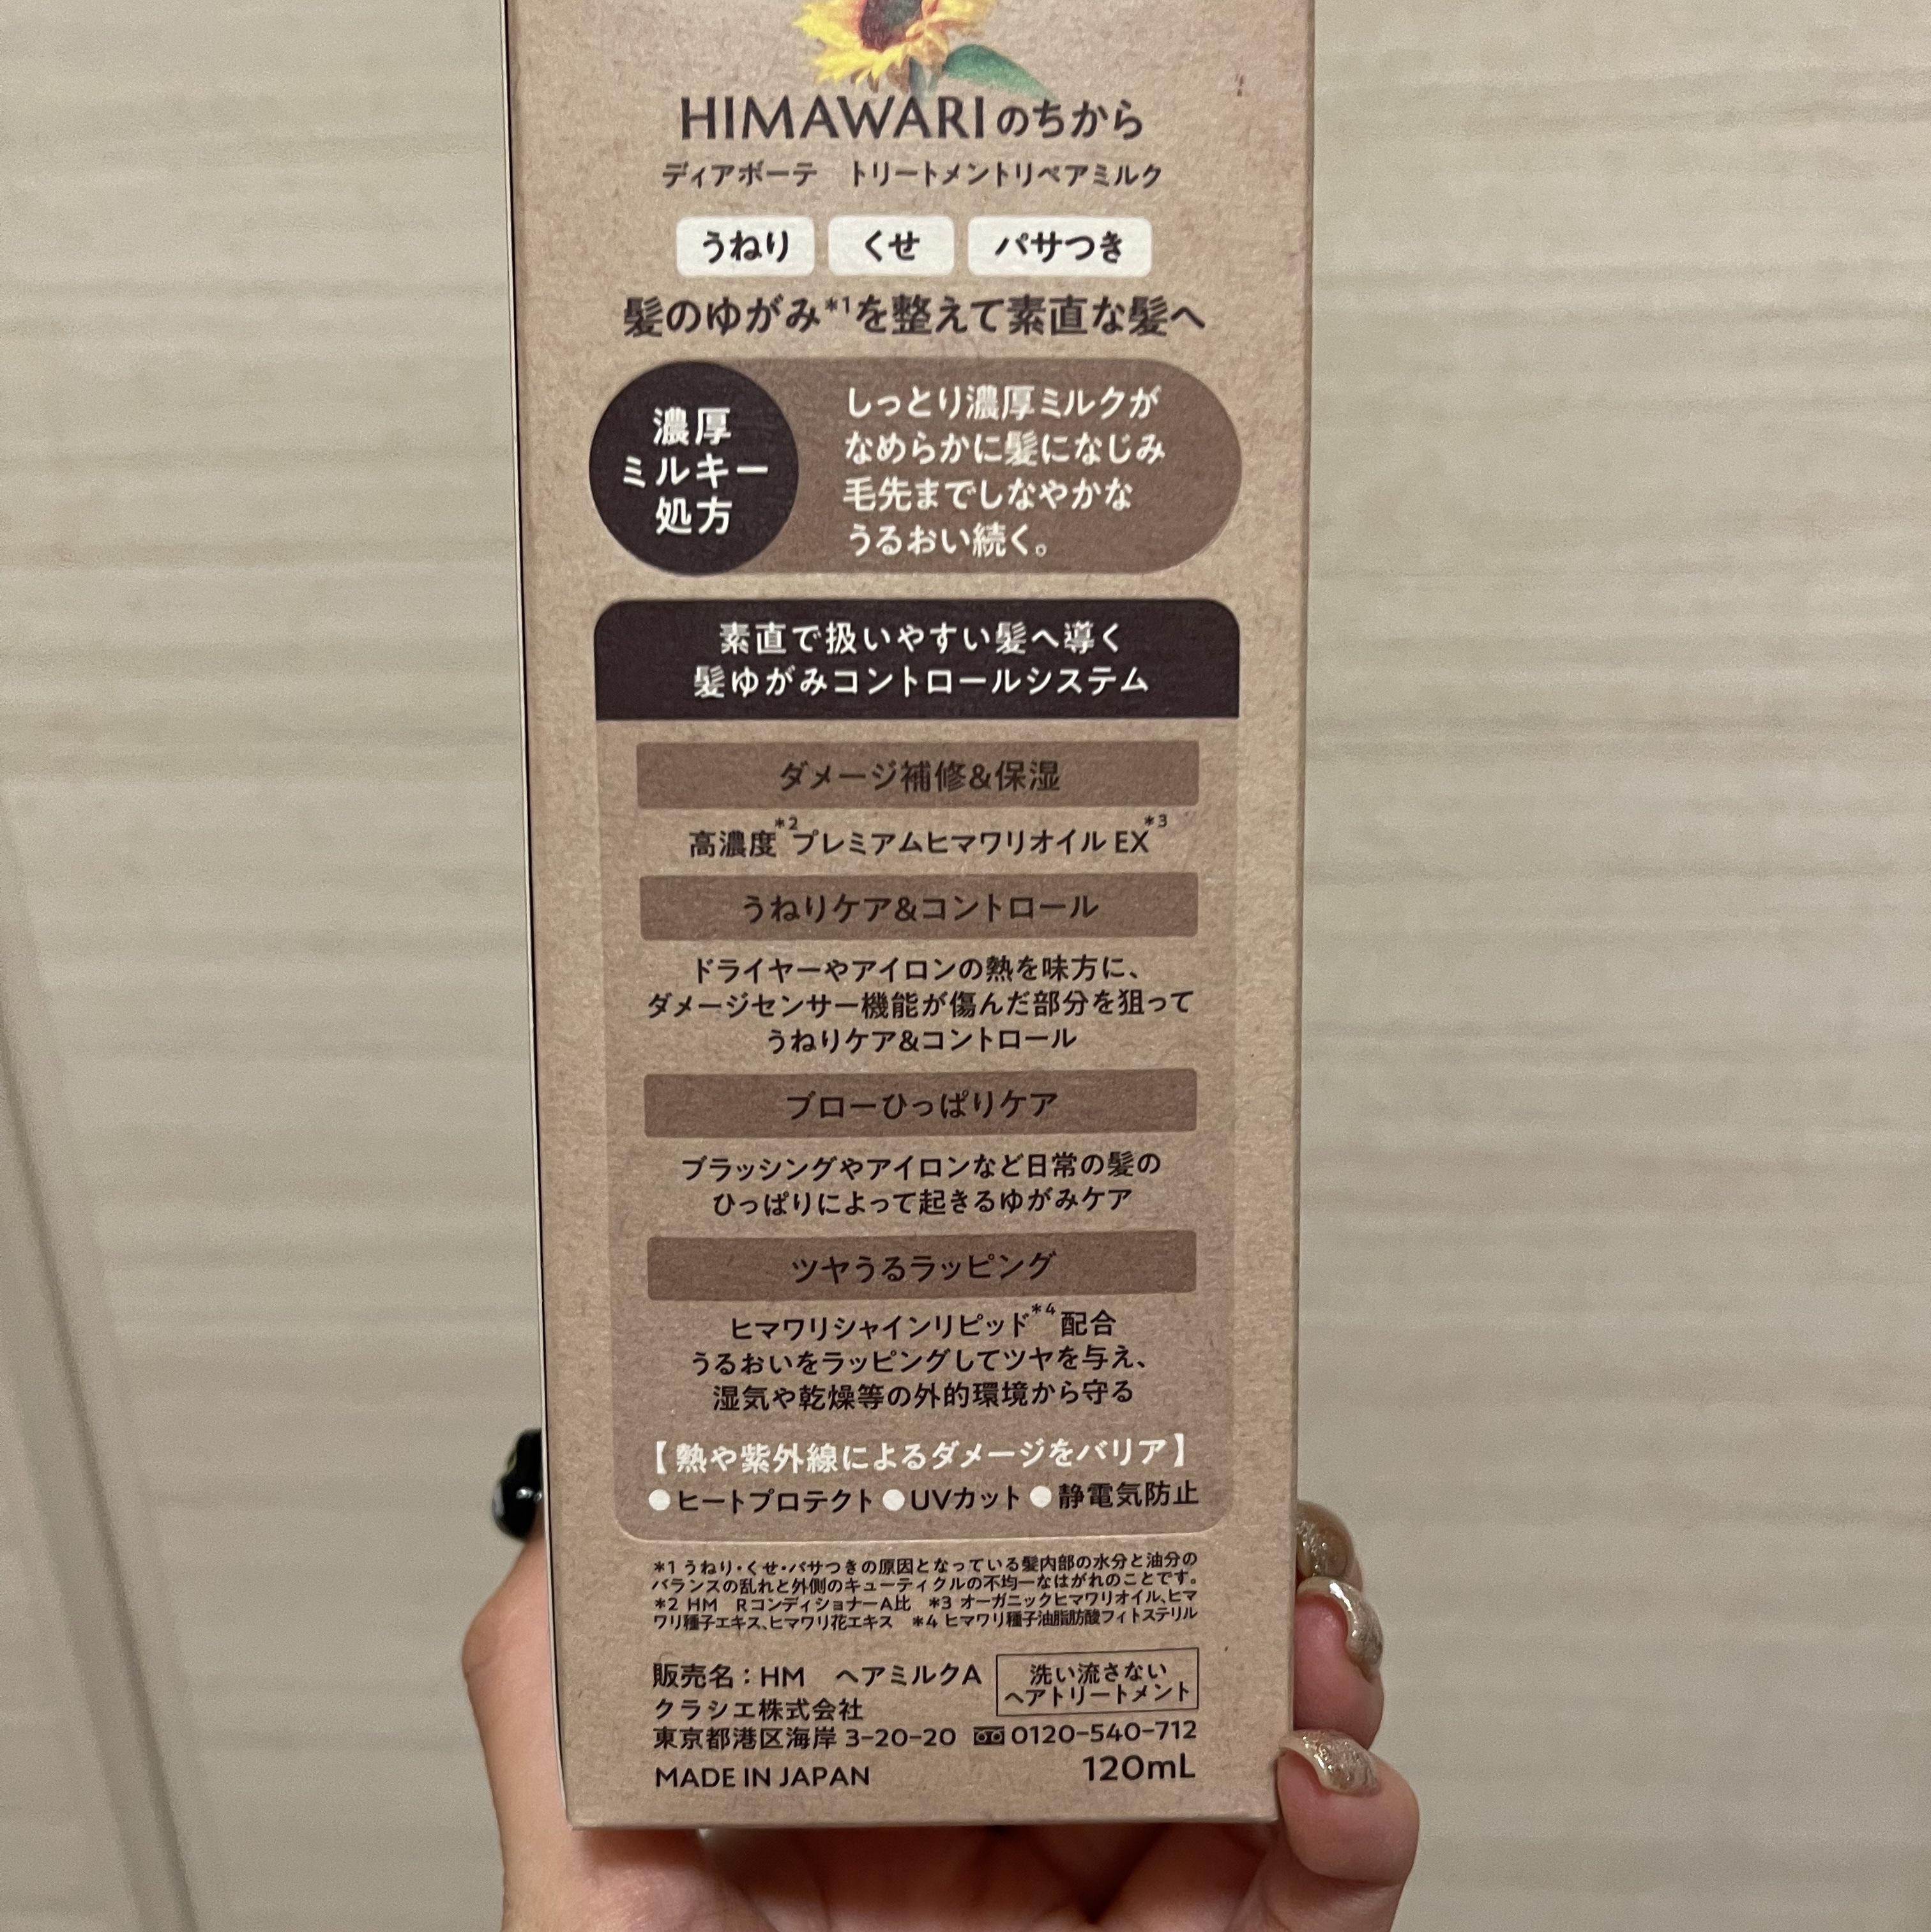 HIMAWARIのちから
ディアボーテ　トリートメントリペアミルク
うねり くせ パサつき
髪のゆがみ*1を整えて素直な髪へ
濃厚
ミルキー
処方
しっとり濃厚ミルクが
なめらかに髪になじみ
毛先までしなやかな
うるおい続く。
素直で扱いやすい髪へ導く
髪ゆがみコントロールシステム
ダメージ補修&保湿
高濃度*2プレミアムヒマワリオイル EX*3
うねりケア&コントロール
ドライヤーやアイロンの熱を味方に、
ダメージセンサー機能が傷んだ部分を狙って
うねりケア&コントロール
ブローひっぱりケア
ブラッシングやアイロンなど日常の髪の
ひっぱりによって起きるゆがみケア
ツヤうるラッピング
ヒマワリシャインリピッド*4配合
うるおいをラッピングしてツヤを与え、
湿気や乾燥等の外的環境から守る
【熱や紫外線によるダメージをバリア】
●ヒートプロテクト ●UVカット ●静電気防止
*1 うねり・くせ・パサつきの原因となっている髪内部の水分と油分の
バランスの乱れと外側のキューティクルの不均一なはがれのことです。
*2 HM　RコンディショナーA比　*3 オーガニックヒマワリオイル、ヒマ
ワリ種子エキス、ヒマワリ花エキス　*4 ヒマワリ種子油脂肪酸フィトステリル
販売名：HM　ヘアミルクA
洗い流さない
ヘアトリートメント
クラシエ株式会社
東京都港区海岸 3-20-20 0120-540-712
MADE IN JAPAN 120mL